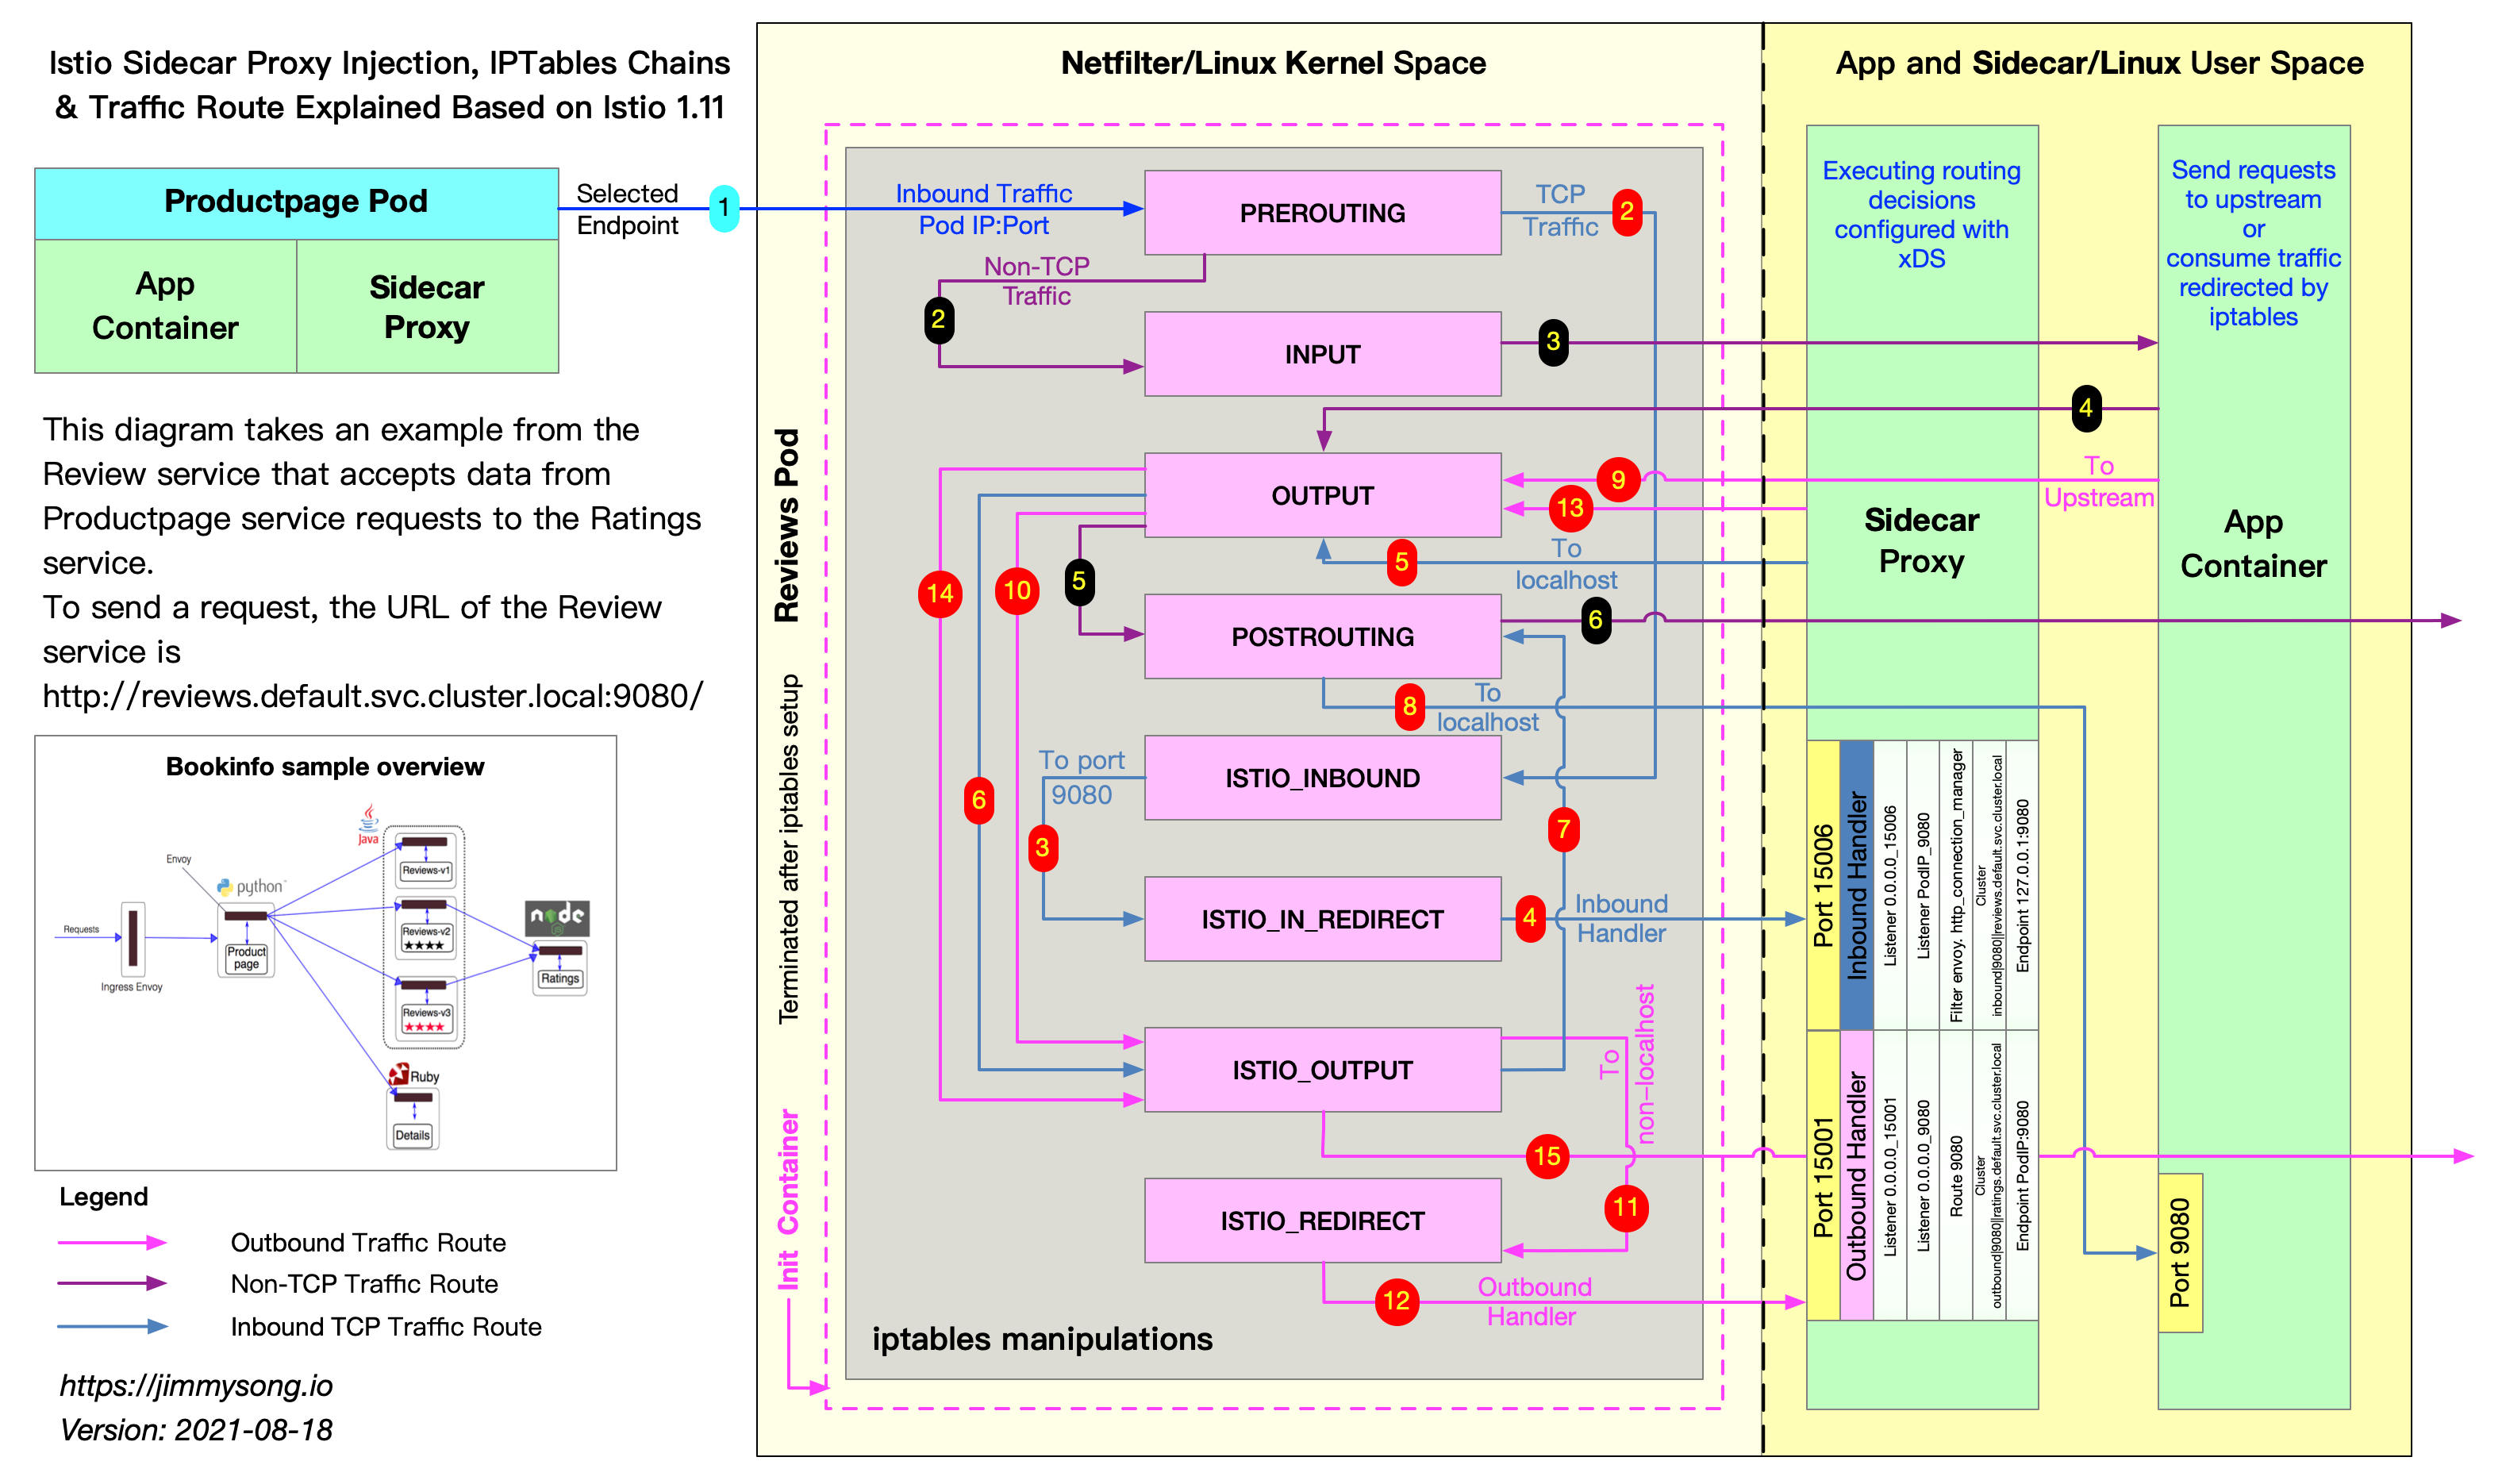 Istio Sidecar Proxy Injection, IPTables Chains
& Traffic Route Explained Based on Istio 1.11
Productpage Pod
App
Container
Sidecar
Proxy
Selected
Endpoint
1
This diagram takes an example from the
Review service that accepts data from
Productpage service requests to the Ratings
service.
To send a request, the URL of the Review
service is
http://reviews.default.svc.cluster.local:9080/
Bookinfo sample overview
Java
Envoy
python
Reviews-v1
Requests
Ingress Envoy
Product
page
Reviews-v2
node
Ratings
Reviews-v3
Ruby
Details
Legend
Outbound Traffic Route
Non-TCP Traffic Route
Inbound TCP Traffic Route
https://jimmysong.io
Version: 2021-08-18
Reviews Pod
Terminated after iptables setup
Init Container
Netfilter/Linux Kernel Space
Inbound Traffic
Pod IP:Port
PREROUTING
TCP
Traffic
2
Non-TCP
Traffic
2
INPUT
3
4
OUTPUT
9
13
To
Upstream
5
To
localhost
14
10
5
POSTROUTING
6
8
To
localhost
To port
9080
ISTIO_INBOUND
6
3
7
ISTIO_IN_REDIRECT
4
Inbound
Handler
ISTIO_OUTPUT
To
non-localhost
15
11
ISTIO_REDIRECT
12
Outbound
Handler
iptables manipulations
App and Sidecar/Linux User Space
Executing routing
decisions
configured with
xDS
Sidecar
Proxy
Send requests
to upstream
or
consume traffic
redirected by
iptables
App
Container
Port 15006
Inbound Handler
Listener 0.0.0.0_15006
Listener PodIP_9080
Filter envoy. http_connection_manager
Cluster
inbound|9080||reviews.default.svc.cluster.local
Endpoint 127.0.0.1:9080
Port 15001
Outbound Handler
Listener 0.0.0.0_15001
Listener 0.0.0.0_9080
Route 9080
Cluster
outbound|9080||ratings.default.svc.cluster.local
Endpoint PodIP:9080
Port 9080